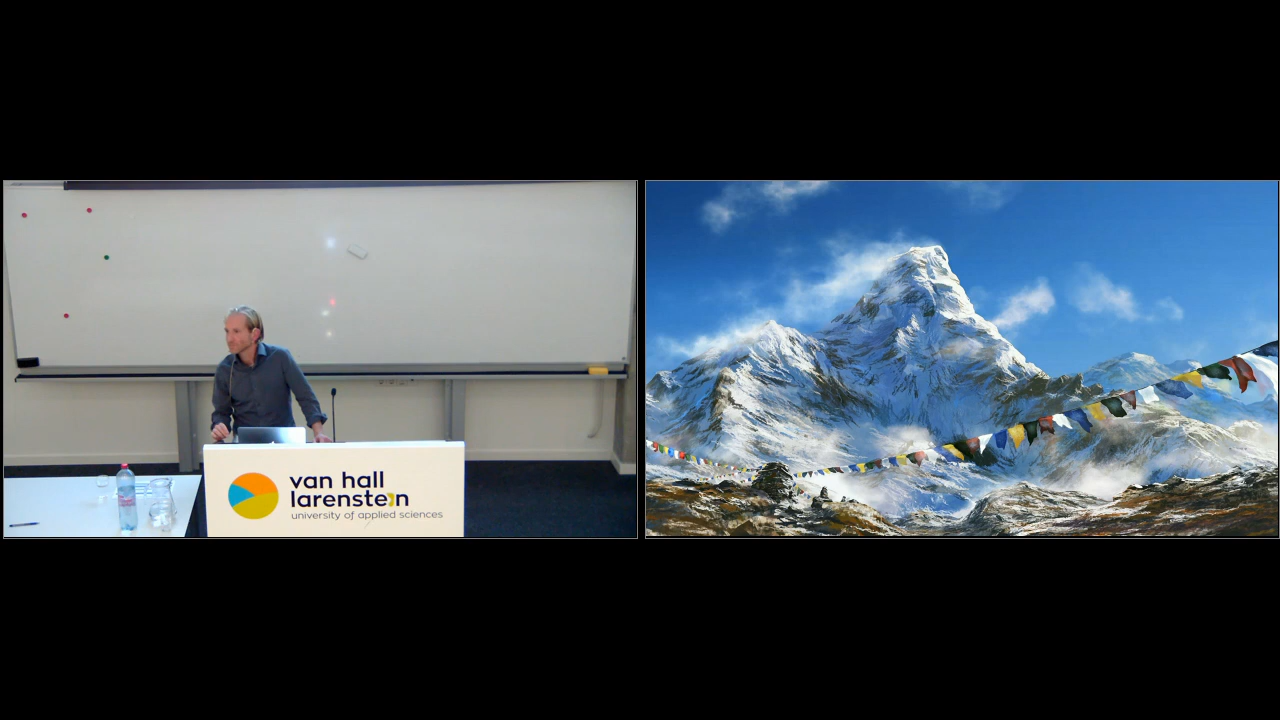 van hall
larenstein
university of applied sciences